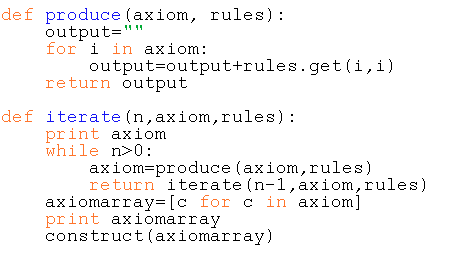 def produce(axiom, rules):
    output=""
    for i in axiom:
        output=output+rules.get(i,i)
    return output

def iterate(n,axiom,rules):
    print axiom
    while n>0:
        axiom=produce(axiom,rules)
        return iterate(n-1,axiom,rules)
    axiomarray=[c for c in axiom]
    print axiomarray
    construct(axiomarray)